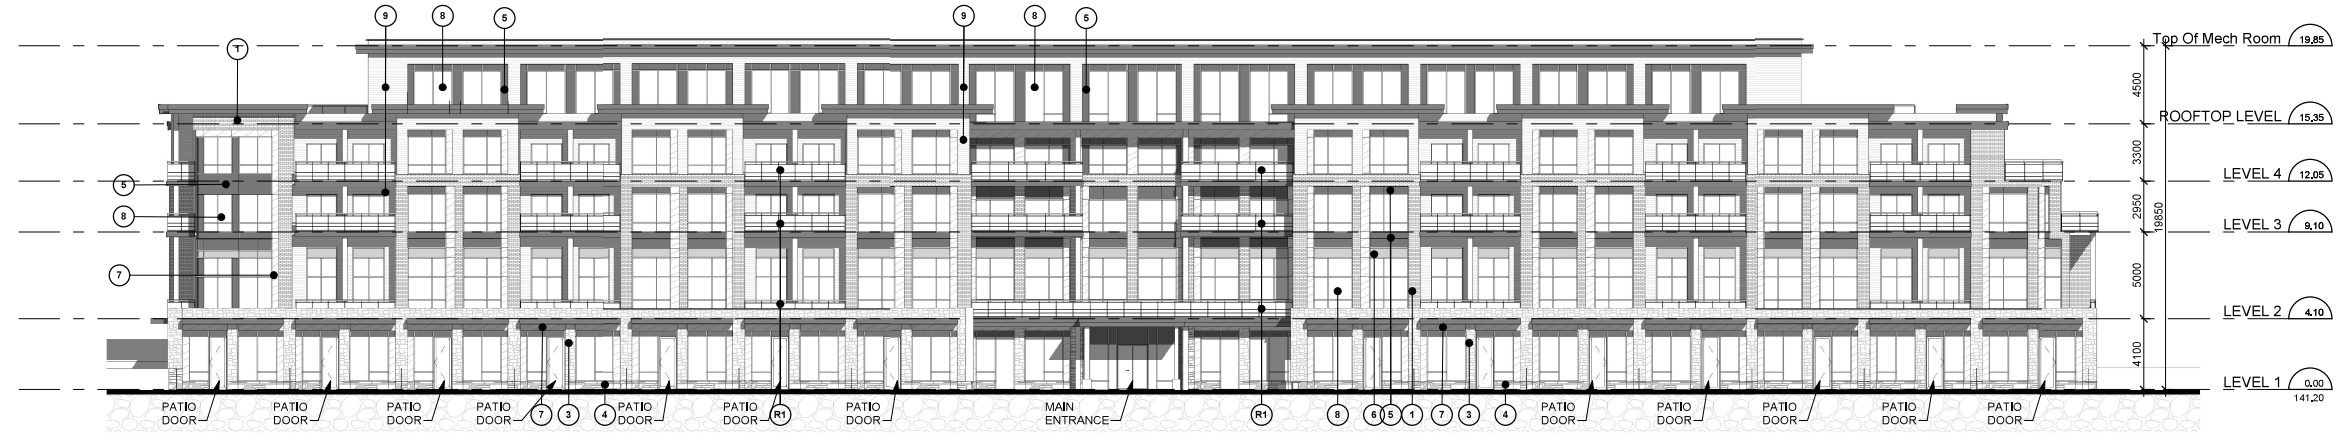 9 8 5 9 8 5
1
Top Of Mech Room 19.85
4500
ROOFTOP LEVEL 15.35
3300
LEVEL 4 12.05
5
2950
19850
8
LEVEL 3 9.10
7
5000
LEVEL 2 4.10
4100
LEVEL 1 0.00
141.20
PATIO PATIO PATIO PATIO PATIO PATIO PATIO MAIN PATIO PATIO PATIO PATIO PATIO
DOOR DOOR DOOR DOOR 7 3 4 DOOR DOOR R1 DOOR ENTRANCE R1 8 6 5 1 7 3 4 DOOR DOOR DOOR DOOR DOOR